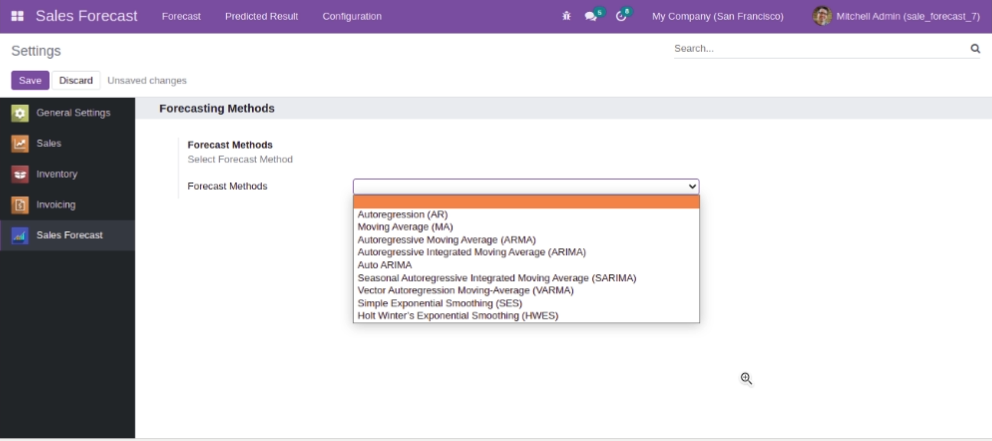 Sales Forecast Forecast Predicted Result Configuration 5 8 My Company (San Francisco) Mitchell Admin (sale_forecast_7)
Settings Search...
Save Discard Unsaved changes
General Settings
Sales
Inventory
Invoicing
Sales Forecast
Forecasting Methods
Forecast Methods
Select Forecast Method
Forecast Methods
Autoregression (AR)
Moving Average (MA)
Autoregressive Moving Average (ARMA)
Autoregressive Integrated Moving Average (ARIMA)
Auto ARIMA
Seasonal Autoregressive Integrated Moving Average (SARIMA)
Vector Autoregression Moving-Average (VARMA)
Simple Exponential Smoothing (SES)
Holt Winter's Exponential Smoothing (HWES)